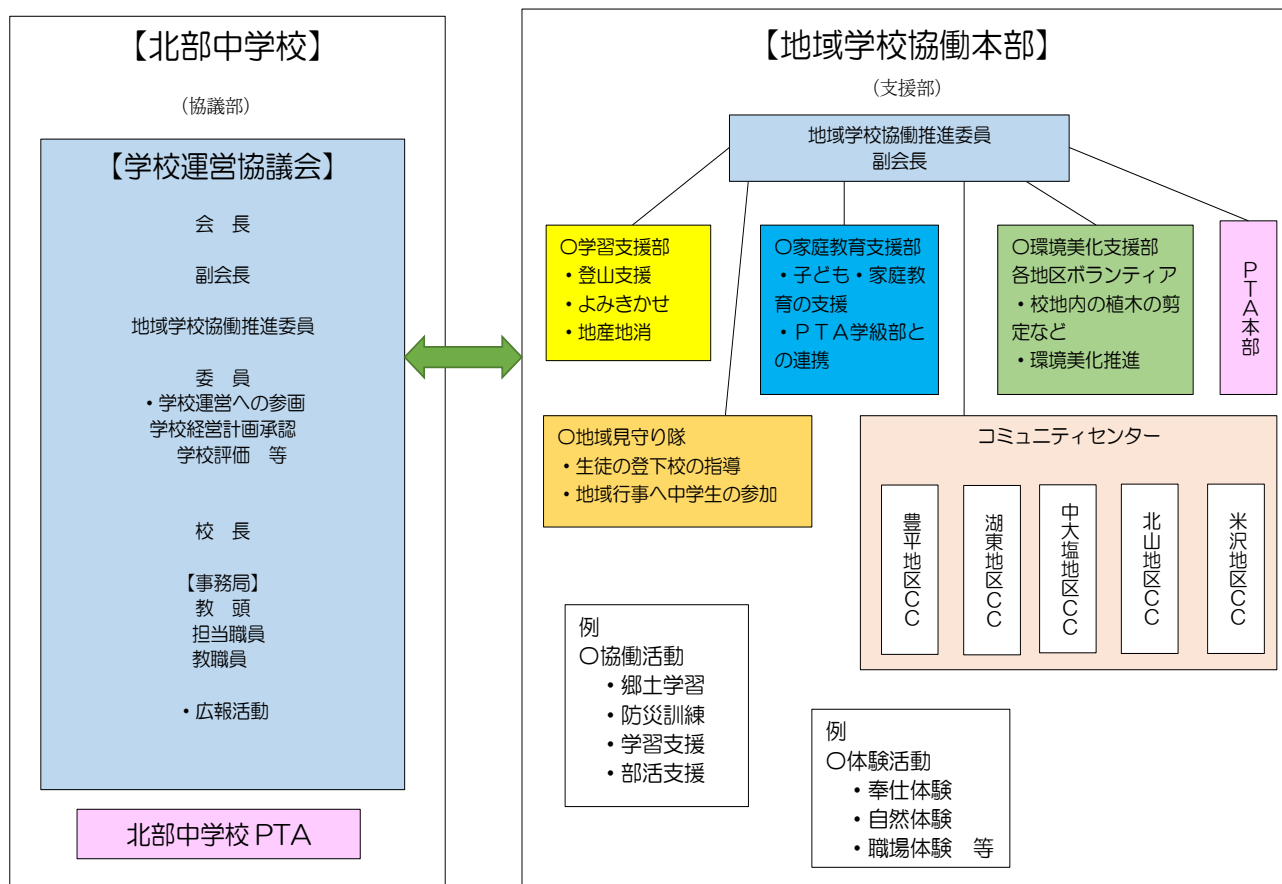 【北部中学校】
（協議部）
【学校運営協議会】
会　長
副会長
地域学校協働推進委員
委　員
・学校運営への参画
学校経営計画承認
学校評価　等
校　長
【事務局】
教　頭
担当職員
教職員
・広報活動
北部中学校 PTA
【地域学校協働本部】
（支援部）
地域学校協働推進委員
副会長
〇学習支援部
・登山支援
・よみきかせ
・地産地消
〇家庭教育支援部
・子ども・家庭教
育の支援
・ＰＴＡ学級部と
の連携
〇環境美化支援部
各地区ボランティア
・校地内の植木の剪
定など
・環境美化推進
ＰＴＡ本部
〇地域見守り隊
・生徒の登下校の指導
・地域行事へ中学生の参加
コミュニティセンター
豊平地区ＣＣ
湖東地区ＣＣ
中大塩地区ＣＣ
北山地区ＣＣ
米沢地区ＣＣ
例
〇協働活動
・郷土学習
・防災訓練
・学習支援
・部活支援
例
〇体験活動
・奉仕体験
・自然体験
・職場体験　等